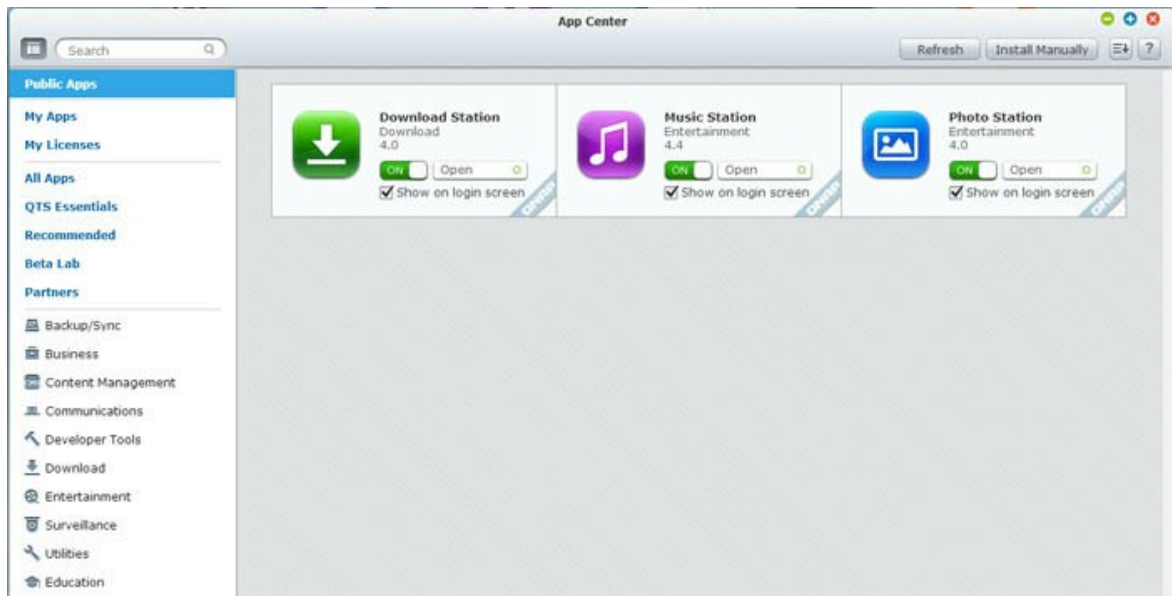 App Center
Search
Refresh
Install Manually
?
Public Apps
My Apps
My Licenses
All Apps
QTS Essentials
Recommended
Beta Lab
Partners
Backup/Sync
Business
Content Management
Communications
Developer Tools
Download
Entertainment
Surveillance
Utilities
Education
Download Station
Download
4.0
ON
Open
Show on login screen
QNAP
Music Station
Entertainment
4.4
ON
Open
Show on login screen
QNAP
Photo Station
Entertainment
4.0
ON
Open
Show on login screen
QNAP